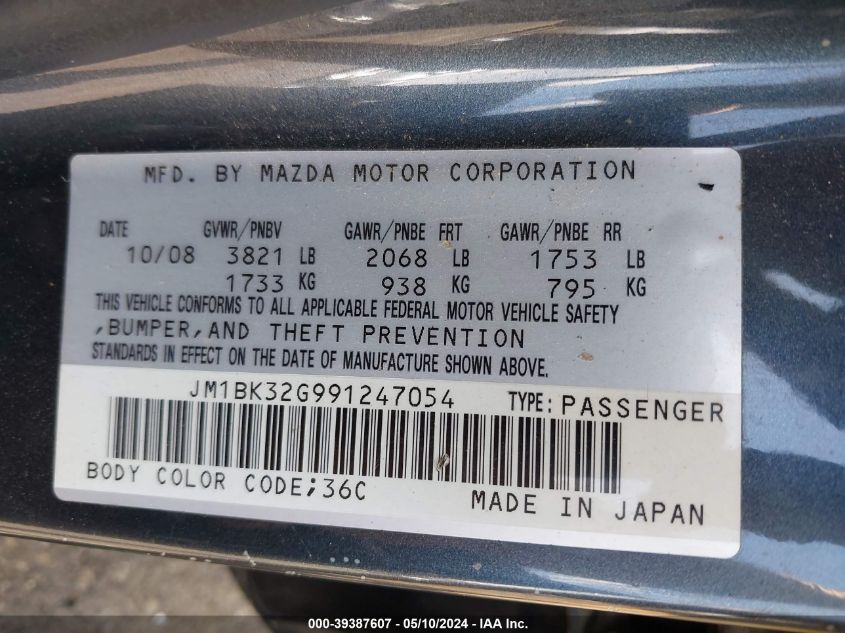 MFD. BY MAZDA MOTOR CORPORATION
DATE GVWR/PNBV GAWR/PNBE FRT GAWR/PNBE RR
10/08 3821 LB 2068 LB 1753 LB
1733 KG 938 KG 795 KG
THIS VEHICLE CONFORMS TO ALL APPLICABLE FEDERAL MOTOR VEHICLE SAFETY
,BUMPER,AND THEFT PREVENTION
STANDARDS IN EFFECT ON THE DATE OF MANUFACTURE SHOWN ABOVE.
JM1BK32G991247054 TYPE:PASSENGER
BODY COLOR CODE;36C
MADE IN JAPAN
000-39387607 - 05/10/2024 - IAA Inc.